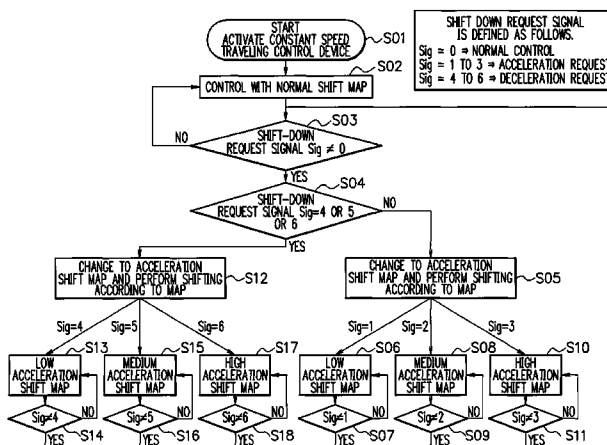 START
ACTIVATE CONSTANT SPEED
TRAVELING CONTROL DEVICE
S01
SHIFT DOWN REQUEST SIGNAL
IS DEFINED AS FOLLOWS.
Sig = 0 ⇒ NORMAL CONTROL
Sig = 1 TO 3 ⇒ ACCELERATION REQUEST
Sig = 4 TO 6 ⇒ DECELERATION REQUEST
S02
CONTROL WITH NORMAL SHIFT MAP
S03
SHIFT-DOWN
REQUEST SIGNAL Sig ≠ 0
NO
YES
S04
SHIFT-DOWN
REQUEST SIGNAL Sig=4 OR 5
OR 6
NO
YES
CHANGE TO ACCELERATION
SHIFT MAP AND PERFORM SHIFTING
ACCORDING TO MAP
S12
CHANGE TO ACCELERATION
SHIFT MAP AND PERFORM SHIFTING
ACCORDING TO MAP
S05
Sig=4
Sig=5
Sig=6
Sig=1
Sig=2
Sig=3
S13
S15
S17
S06
S08
S10
LOW
ACCELERATION
SHIFT MAP
MEDIUM
ACCELERATION
SHIFT MAP
HIGH
ACCELERATION
SHIFT MAP
LOW
ACCELERATION
SHIFT MAP
MEDIUM
ACCELERATION
SHIFT MAP
HIGH
ACCELERATION
SHIFT MAP
Sig≠4
NO
Sig≠5
NO
Sig≠6
NO
Sig≠1
NO
Sig≠2
NO
Sig≠3
NO
YES
S14
YES
S16
YES
S18
YES
S07
YES
S09
YES
S11